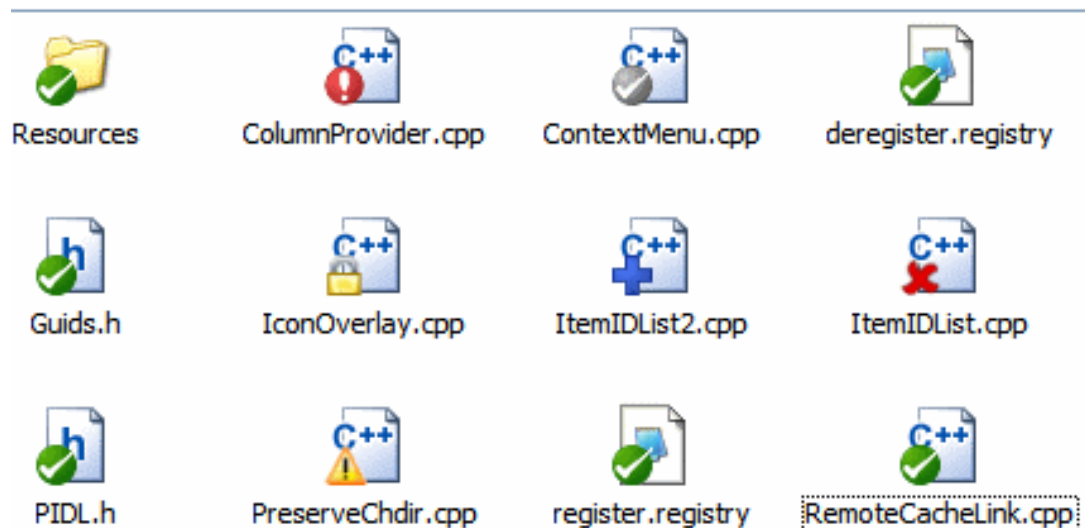 C++ C++
Resources ColumnProvider.cpp ContextMenu.cpp deregister.registry
h C++ C++ C++
Guids.h IconOverlay.cpp ItemIDList2.cpp ItemIDList.cpp
h C++ C++
PIDL.h PreserveChdir.cpp register.registry RemoteCacheLink.cpp